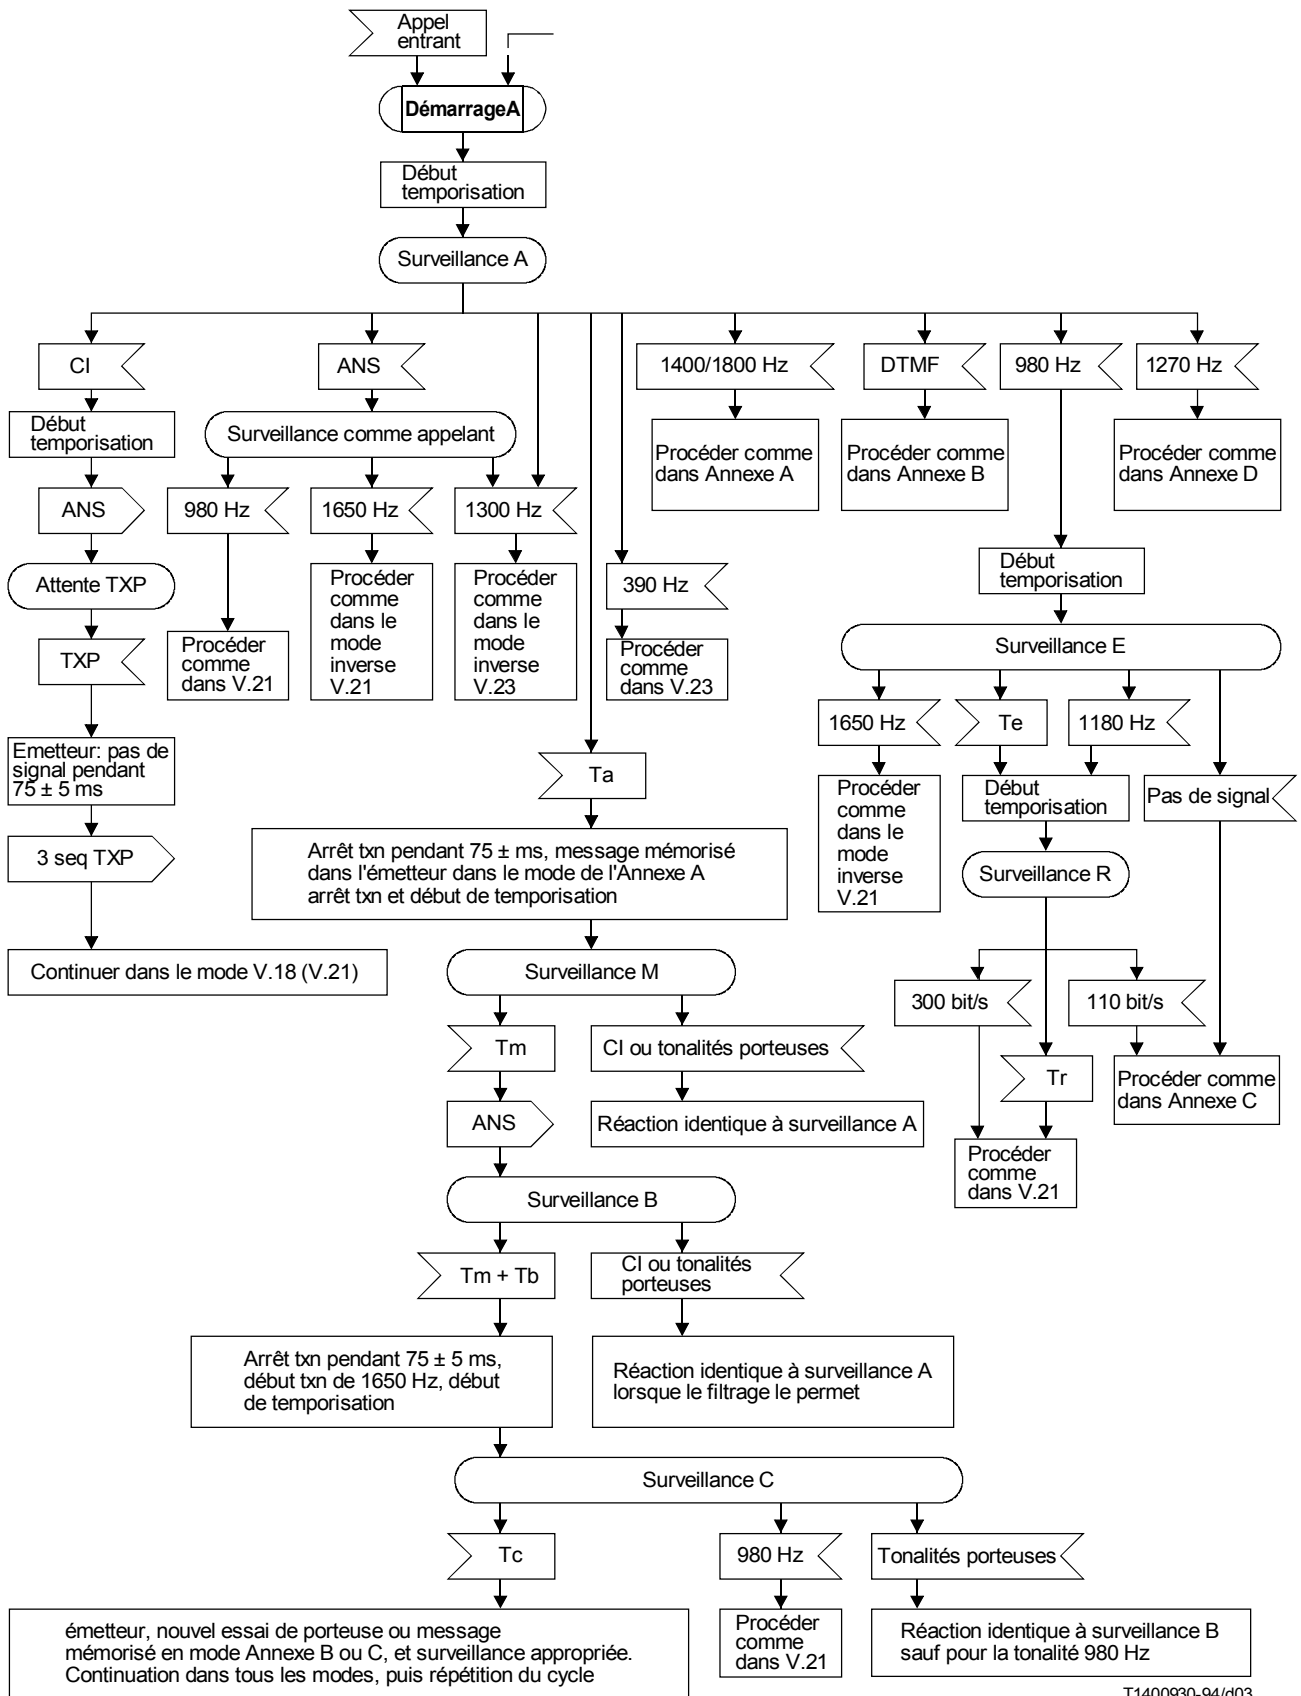 Appel
entrant
DémarrageA
Début
temporisation
Surveillance A
CI
ANS
1400/1800 Hz
DTMF
980 Hz
1270 Hz
Début
temporisation
Surveillance comme appelant
Procéder comme
dans Annexe A
Procéder comme
dans Annexe B
Procéder comme
dans Annexe D
ANS
980 Hz
1650 Hz
1300 Hz
Attente TXP
Procéder
comme
dans le
mode
inverse
V.21
Procéder
comme
dans le
mode
inverse
V.23
390 Hz
Début
temporisation
TXP
Procéder
comme
dans V.21
Procéder
comme
dans V.23
Surveillance E
Emetteur: pas de
signal pendant
75 ± 5 ms
1650 Hz
Te
1180 Hz
Ta
Procéder
comme
dans le
mode
inverse
V.21
Début
temporisation
Pas de signal
3 seq TXP
Arrêt txn pendant 75 ± ms, message mémorisé
dans l'émetteur dans le mode de l'Annexe A
arrêt txn et début de temporisation
Surveillance R
Continuer dans le mode V.18 (V.21)
Surveillance M
300 bit/s
110 bit/s
Tm
CI ou tonalités porteuses
Tr
Procéder comme
dans Annexe C
ANS
Réaction identique à surveillance A
Procéder
comme
dans V.21
Surveillance B
Tm + Tb
CI ou tonalités
porteuses
Arrêt txn pendant 75 ± 5 ms,
début txn de 1650 Hz, début
de temporisation
Réaction identique à surveillance A
lorsque le filtrage le permet
Surveillance C
Tc
980 Hz
Tonalités porteuses
émetteur, nouvel essai de porteuse ou message
mémorisé en mode Annexe B ou C, et surveillance appropriée.
Continuation dans tous les modes, puis répétition du cycle
Procéder
comme
dans V.21
Réaction identique à surveillance B
sauf pour la tonalité 980 Hz
T1400930-94/d03